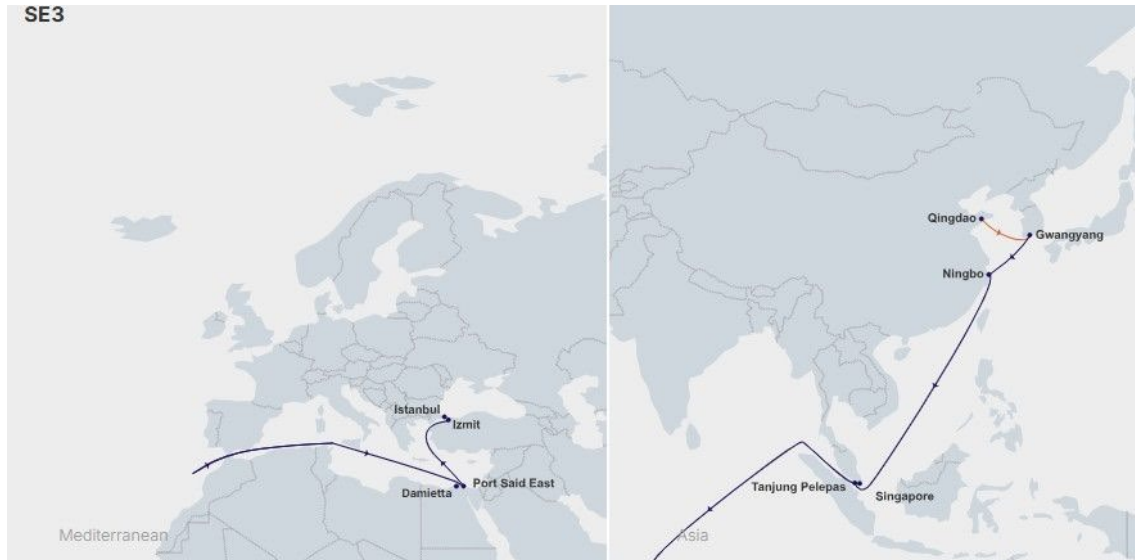 SE3
Istanbul
Izmit
Damietta
Port Said East
Mediterranean
Qingdao
Gwangyang
Ningbo
Tanjung Pelepas
Singapore
Asia